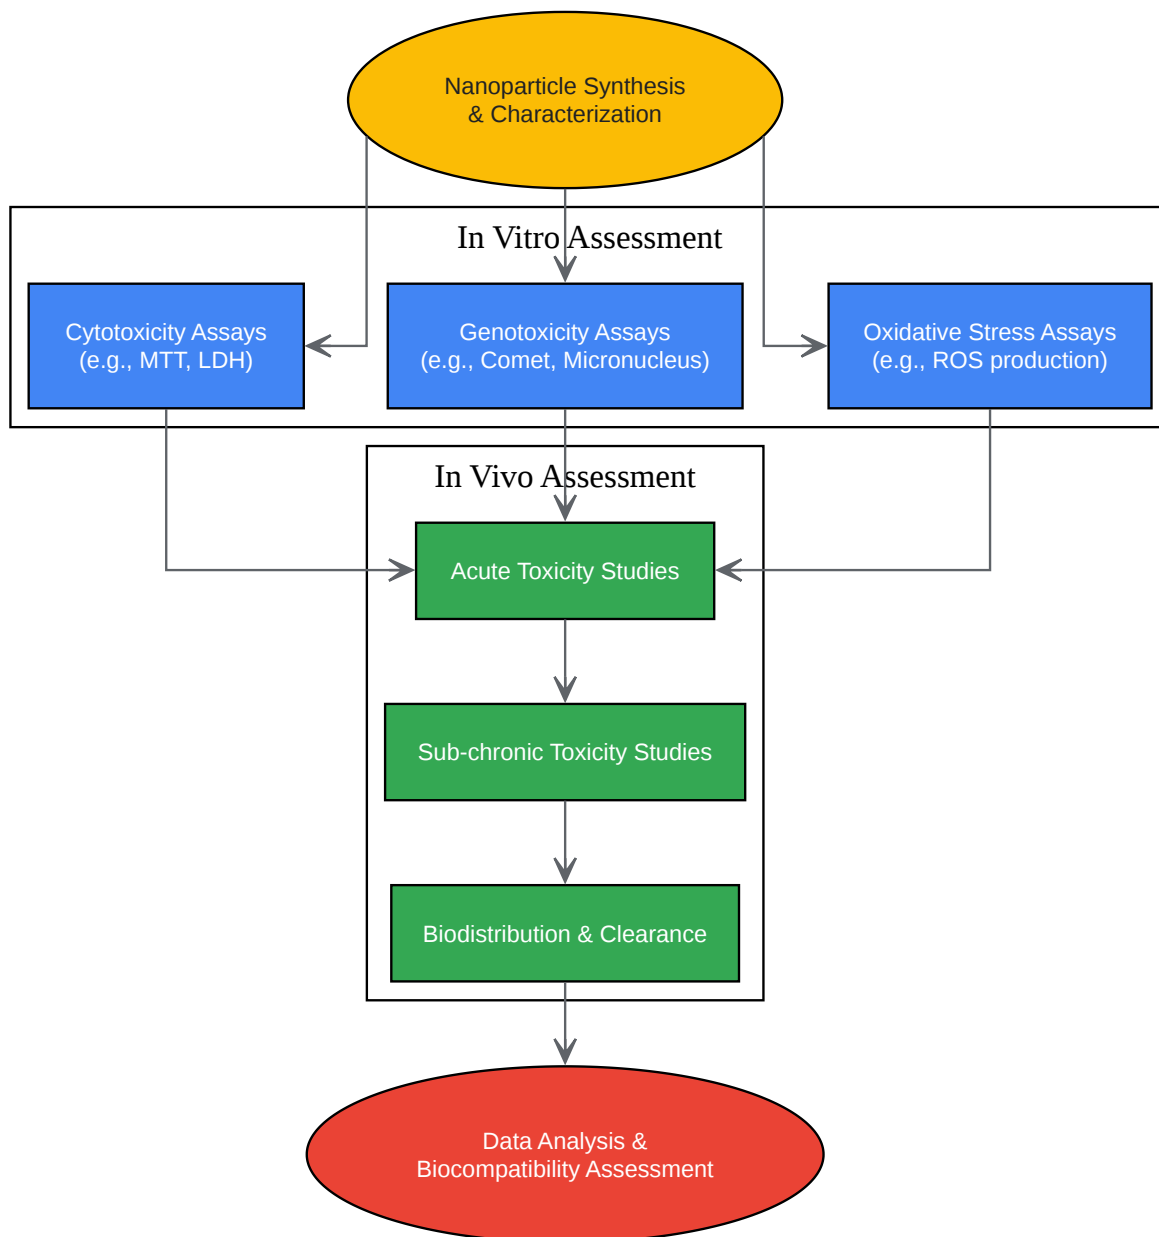 Nanoparticle Synthesis
& Characterization
In Vitro Assessment
Cytotoxicity Assays
(e.g., MTT, LDH)
Genotoxicity Assays
(e.g., Comet, Micronucleus)
Oxidative Stress Assays
(e.g., ROS production)
In Vivo Assessment
Acute Toxicity Studies
Sub-chronic Toxicity Studies
Biodistribution & Clearance
Data Analysis &
Biocompatibility Assessment